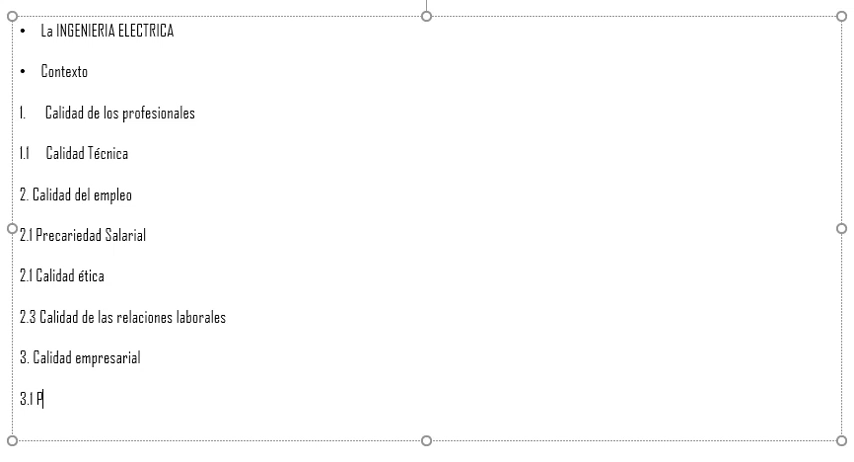 • La INGENIERIA ELECTRICA
• Contexto
1. Calidad de los profesionales
1.1 Calidad Técnica
2. Calidad del empleo
2.1 Precariedad Salarial
2.1 Calidad ética
2.3 Calidad de las relaciones laborales
3. Calidad empresarial
3.1 P